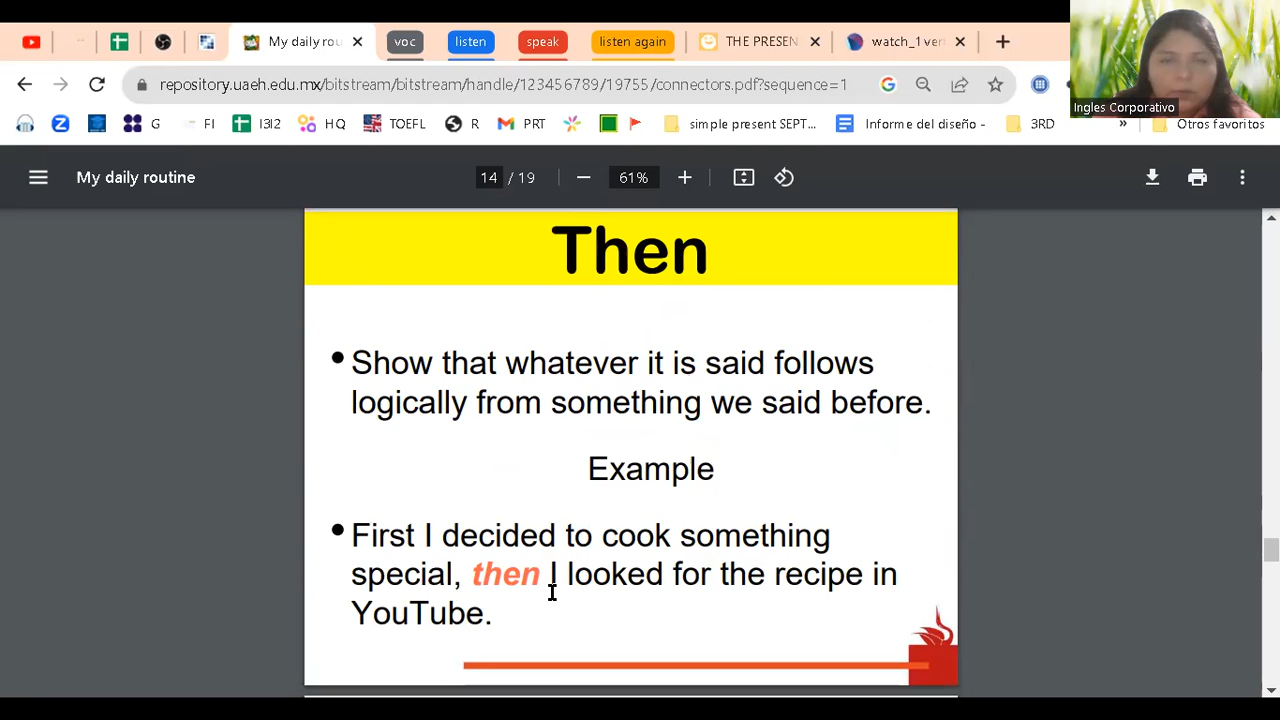 My daily rou
voc
listen
speak
listen again
THE PRESEN
watch_1 ver
repository.uaeh.edu.mx/bitstream/bitstream/handle/123456789/19755/connectors.pdf?sequence=1
Ingles Corporativo
G
FI
I3I2
HQ
TOEFL
R
PRT
simple present SEPT...
Informe del diseño -
3RD
»
Otros favoritos
My daily routine
14 / 19
61%
Then
• Show that whatever it is said follows
logically from something we said before.
Example
• First I decided to cook something
special, then I looked for the recipe in
YouTube.